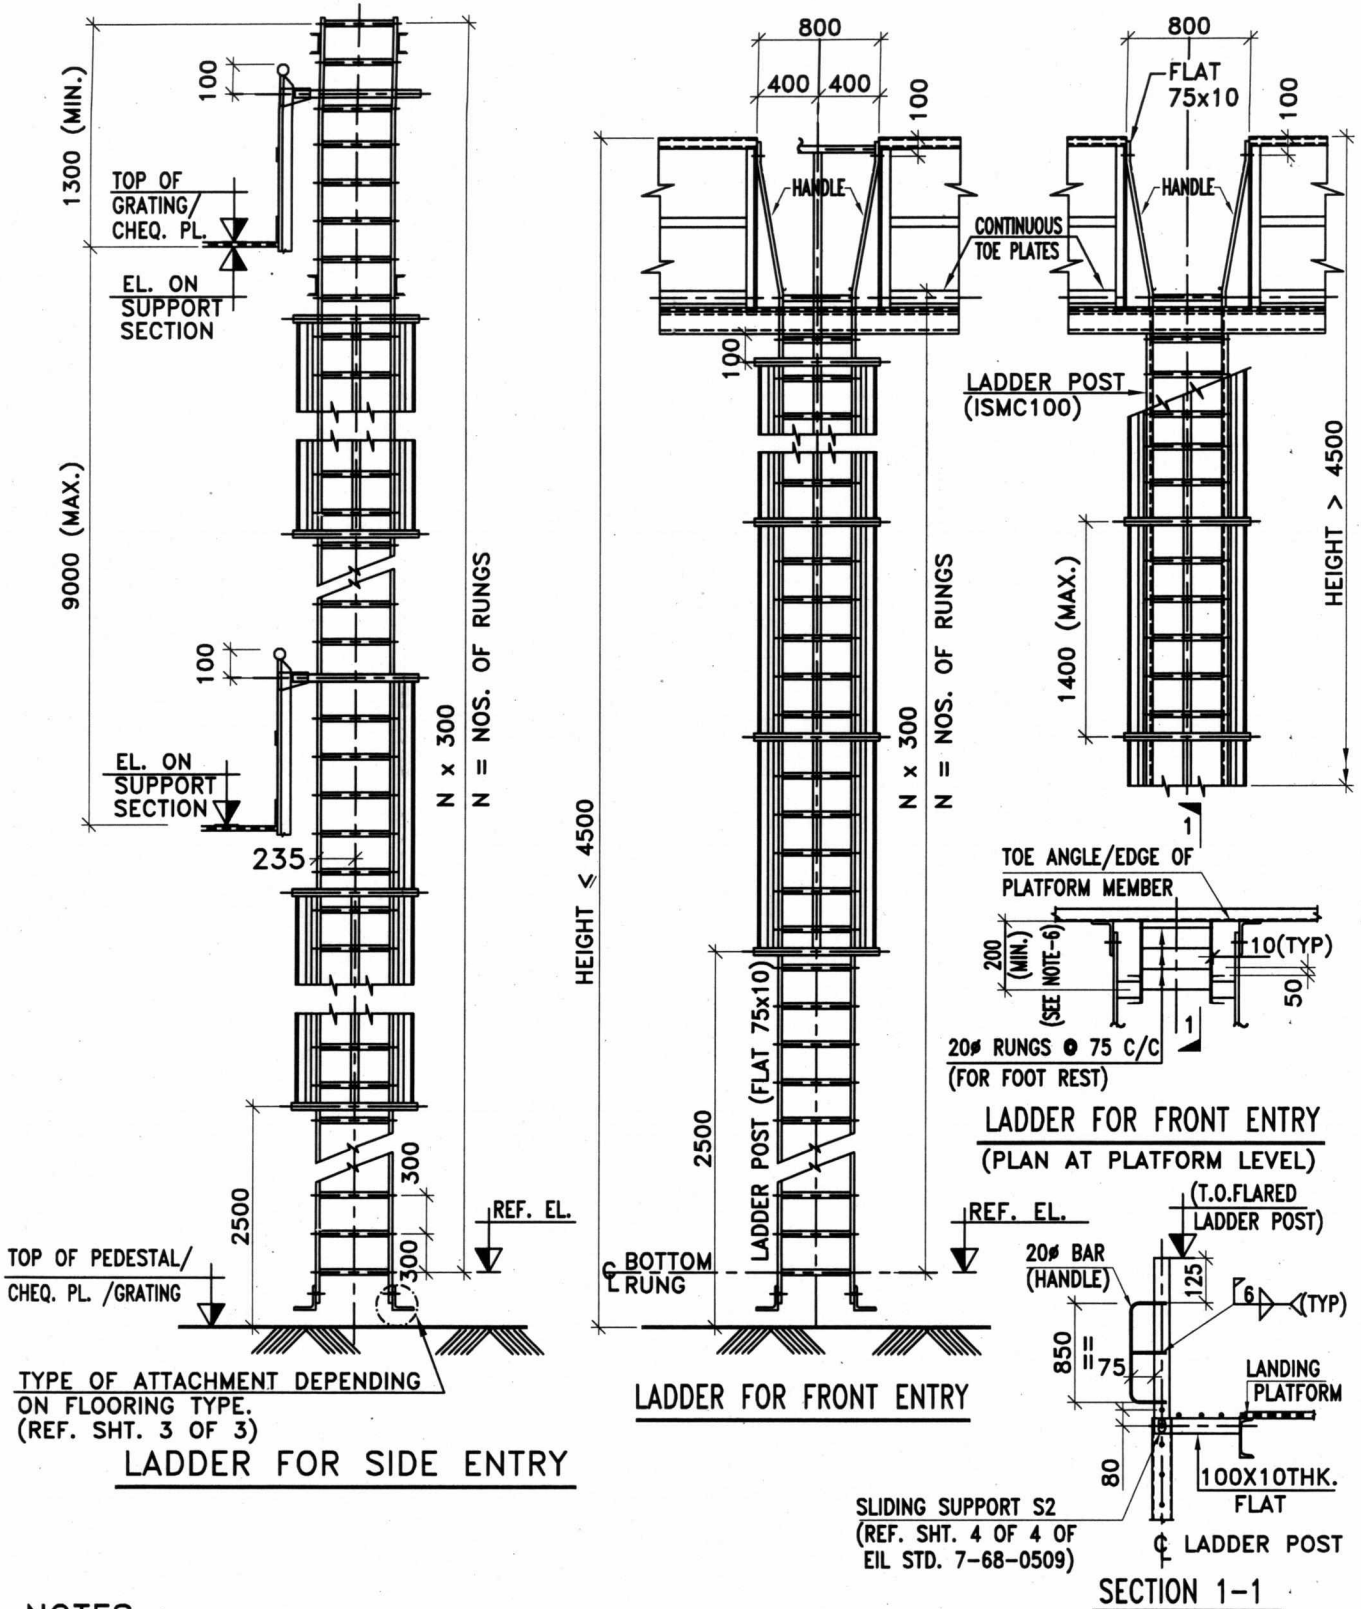 1300 (MIN.)
100
TOP OF
GRATING/
CHEQ. PL.
EL. ON
SUPPORT
SECTION
9000 (MAX.)
100
EL. ON
SUPPORT
SECTION
235
N x 300
N = NOS. OF RUNGS
2500
300
300
REF. EL.
TOP OF PEDESTAL/
CHEQ. PL. /GRATING
TYPE OF ATTACHMENT DEPENDING
ON FLOORING TYPE.
(REF. SHT. 3 OF 3)
LADDER FOR SIDE ENTRY
800
400
400
100
HANDLE
CONTINUOUS
TOE PLATES
100
HEIGHT ≤ 4500
N x 300
N = NOS. OF RUNGS
2500
LADDER POST (FLAT 75x10)
REF. EL.
BOTTOM
RUNG
LADDER FOR FRONT ENTRY
800
FLAT
75x10
100
HANDLE
LADDER POST
(ISMC100)
HEIGHT > 4500
1400 (MAX.)
1
TOE ANGLE/EDGE OF
PLATFORM MEMBER
200
(MIN.)
(SEE NOTE-6)
10(TYP)
50
1
20ø RUNGS @ 75 C/C
(FOR FOOT REST)
LADDER FOR FRONT ENTRY
(PLAN AT PLATFORM LEVEL)
(T.O.FLARED
LADDER POST)
20ø BAR
(HANDLE)
125
6
(TYP)
850
=
=
75
LANDING
PLATFORM
80
100X10THK.
FLAT
SLIDING SUPPORT S2
(REF. SHT. 4 OF 4 OF
EIL STD. 7-68-0509)
℄ LADDER POST
SECTION 1-1